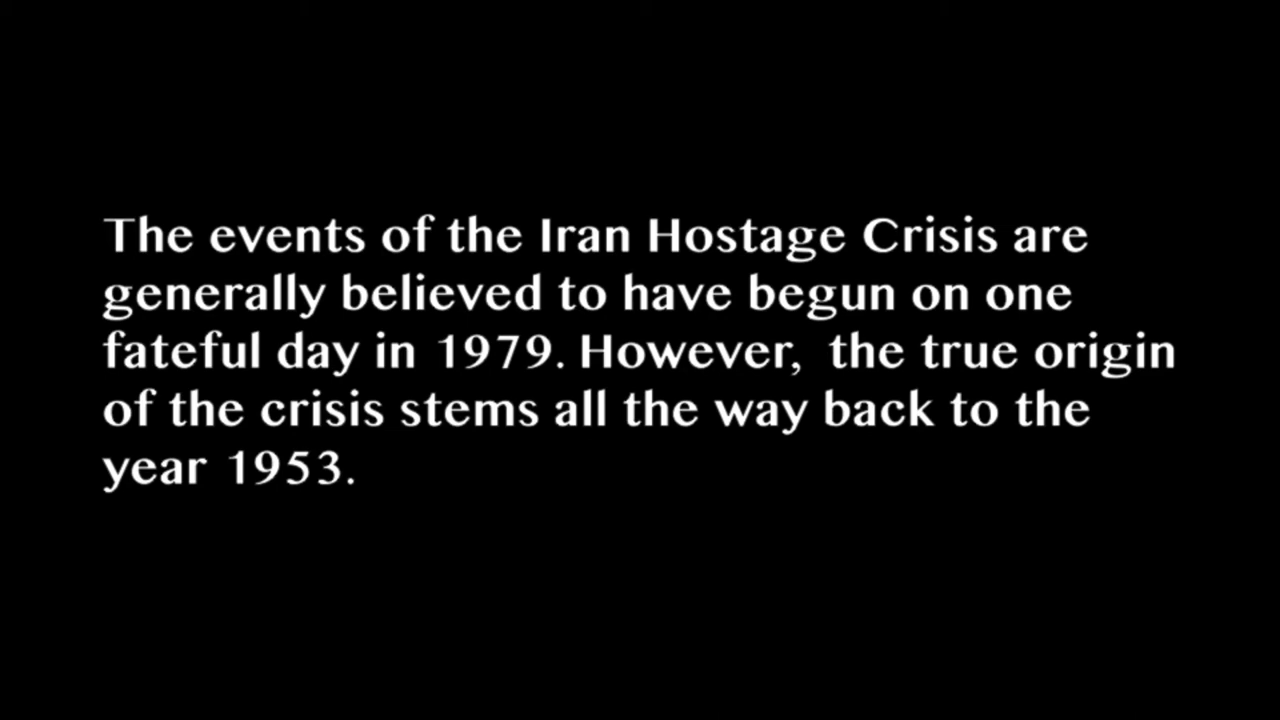 The events of the Iran Hostage Crisis are
generally believed to have begun on one
fateful day in 1979. However,  the true origin
of the crisis stems all the way back to the
year 1953.